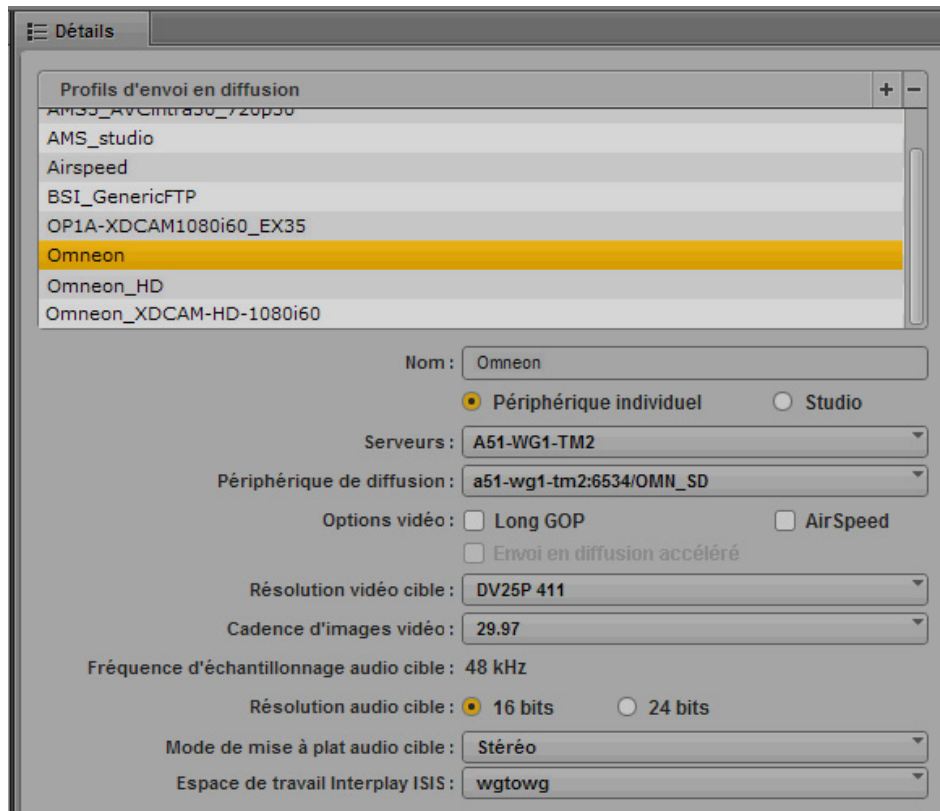 Détails
Profils d'envoi en diffusion + −
AMS5_AVCIntra50_720p50
AMS_studio
Airspeed
BSI_GenericFTP
OP1A-XDCAM1080i60_EX35
Omneon
Omneon_HD
Omneon_XDCAM-HD-1080i60
Nom : Omneon
Périphérique individuel Studio
Serveurs : A51-WG1-TM2
Périphérique de diffusion : a51-wg1-tm2:6534/OMN_SD
Options vidéo : Long GOP AirSpeed
Envoi en diffusion accéléré
Résolution vidéo cible : DV25P 411
Cadence d'images vidéo : 29.97
Fréquence d'échantillonnage audio cible : 48 kHz
Résolution audio cible : 16 bits 24 bits
Mode de mise à plat audio cible : Stéréo
Espace de travail Interplay ISIS : wgtowg